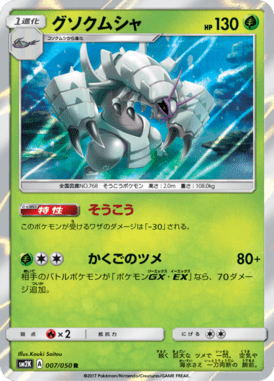 1進化
グソクムシャ
HP 130
コソクムシから進化
全国図鑑NO.768 そうこうポケモン 高さ:2.0m 重さ:108.0kg
特性 そうこう
このポケモンが受けるワザのダメージは「-30」される。
かくごのツメ 80+
相手のバトルポケモンが「ポケモンGX・EX」なら、70ダメ
ージ追加。
弱点 ×2 抵抗力 にげる
Illus. Kouki Saitou
SM2K A 007/050 R
©2017 Pokémon/Nintendo/Creatures/GAME FREAK.